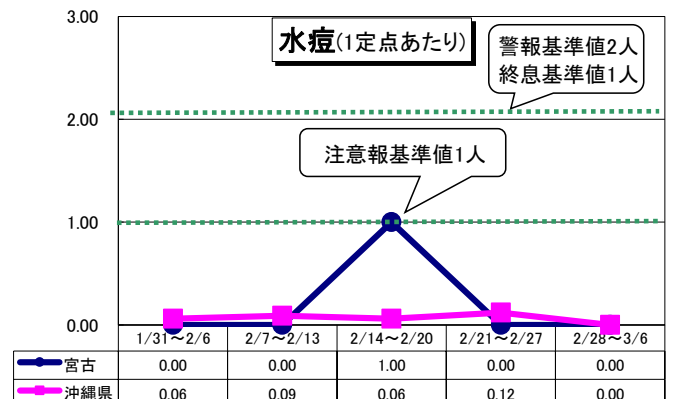 水痘(1定点あたり)
警報基準値2人
終息基準値1人
注意報基準値1人
3.00
2.00
1.00
0.00
1/31～2/6 2/7～2/13 2/14～2/20 2/21～2/27 2/28～3/6
宮古 0.00 0.00 1.00 0.00 0.00
沖縄県 0.06 0.09 0.06 0.12 0.00